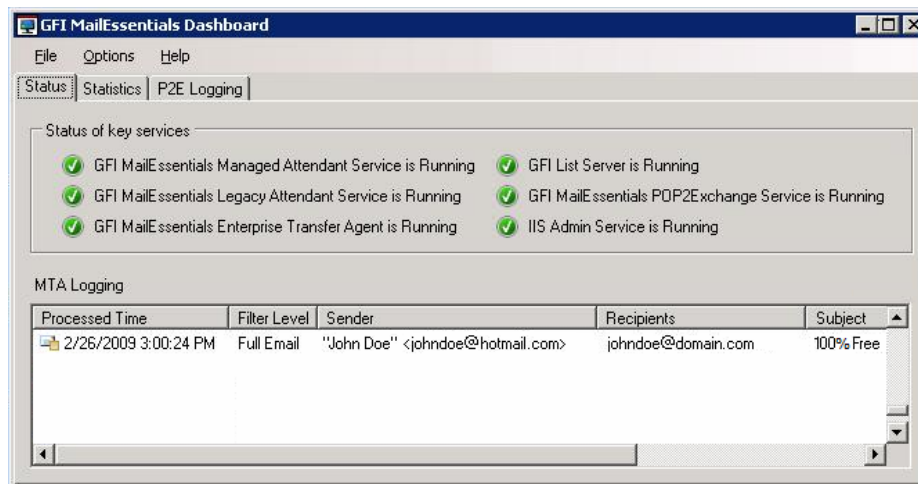 GFI MailEssentials Dashboard
File Options Help
Status Statistics P2E Logging
Status of key services
GFI MailEssentials Managed Attendant Service is Running GFI List Server is Running
GFI MailEssentials Legacy Attendant Service is Running GFI MailEssentials POP2Exchange Service is Running
GFI MailEssentials Enterprise Transfer Agent is Running IIS Admin Service is Running
MTA Logging
Processed Time Filter Level Sender Recipients Subject
2/26/2009 3:00:24 PM Full Email "John Doe" <johndoe@hotmail.com> johndoe@domain.com 100% Free